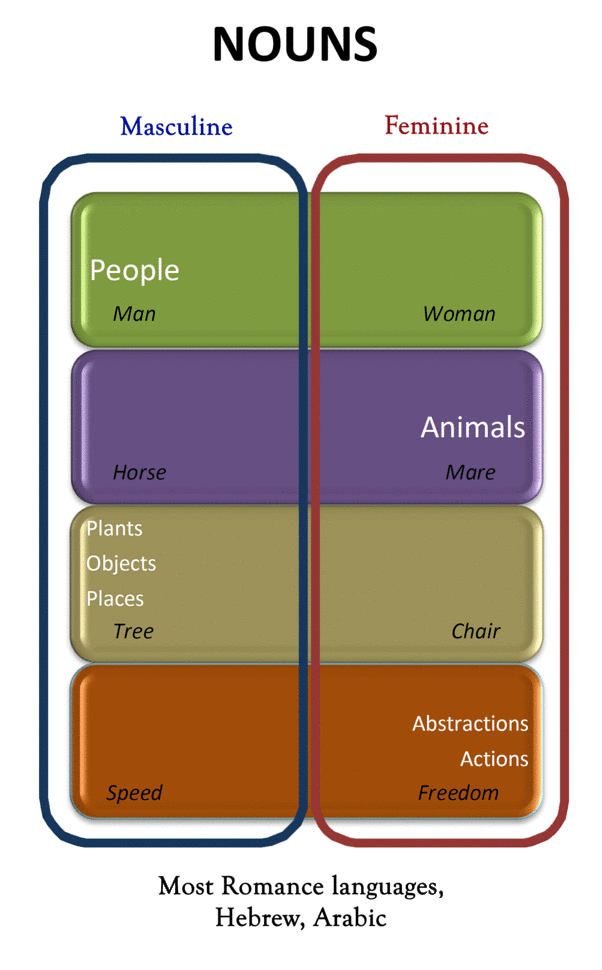 NOUNS
Masculine Feminine
People
Man Woman
Animals
Horse Mare
Plants
Objects
Places
Tree Chair
Abstractions
Actions
Speed Freedom
Most Romance languages,
Hebrew, Arabic